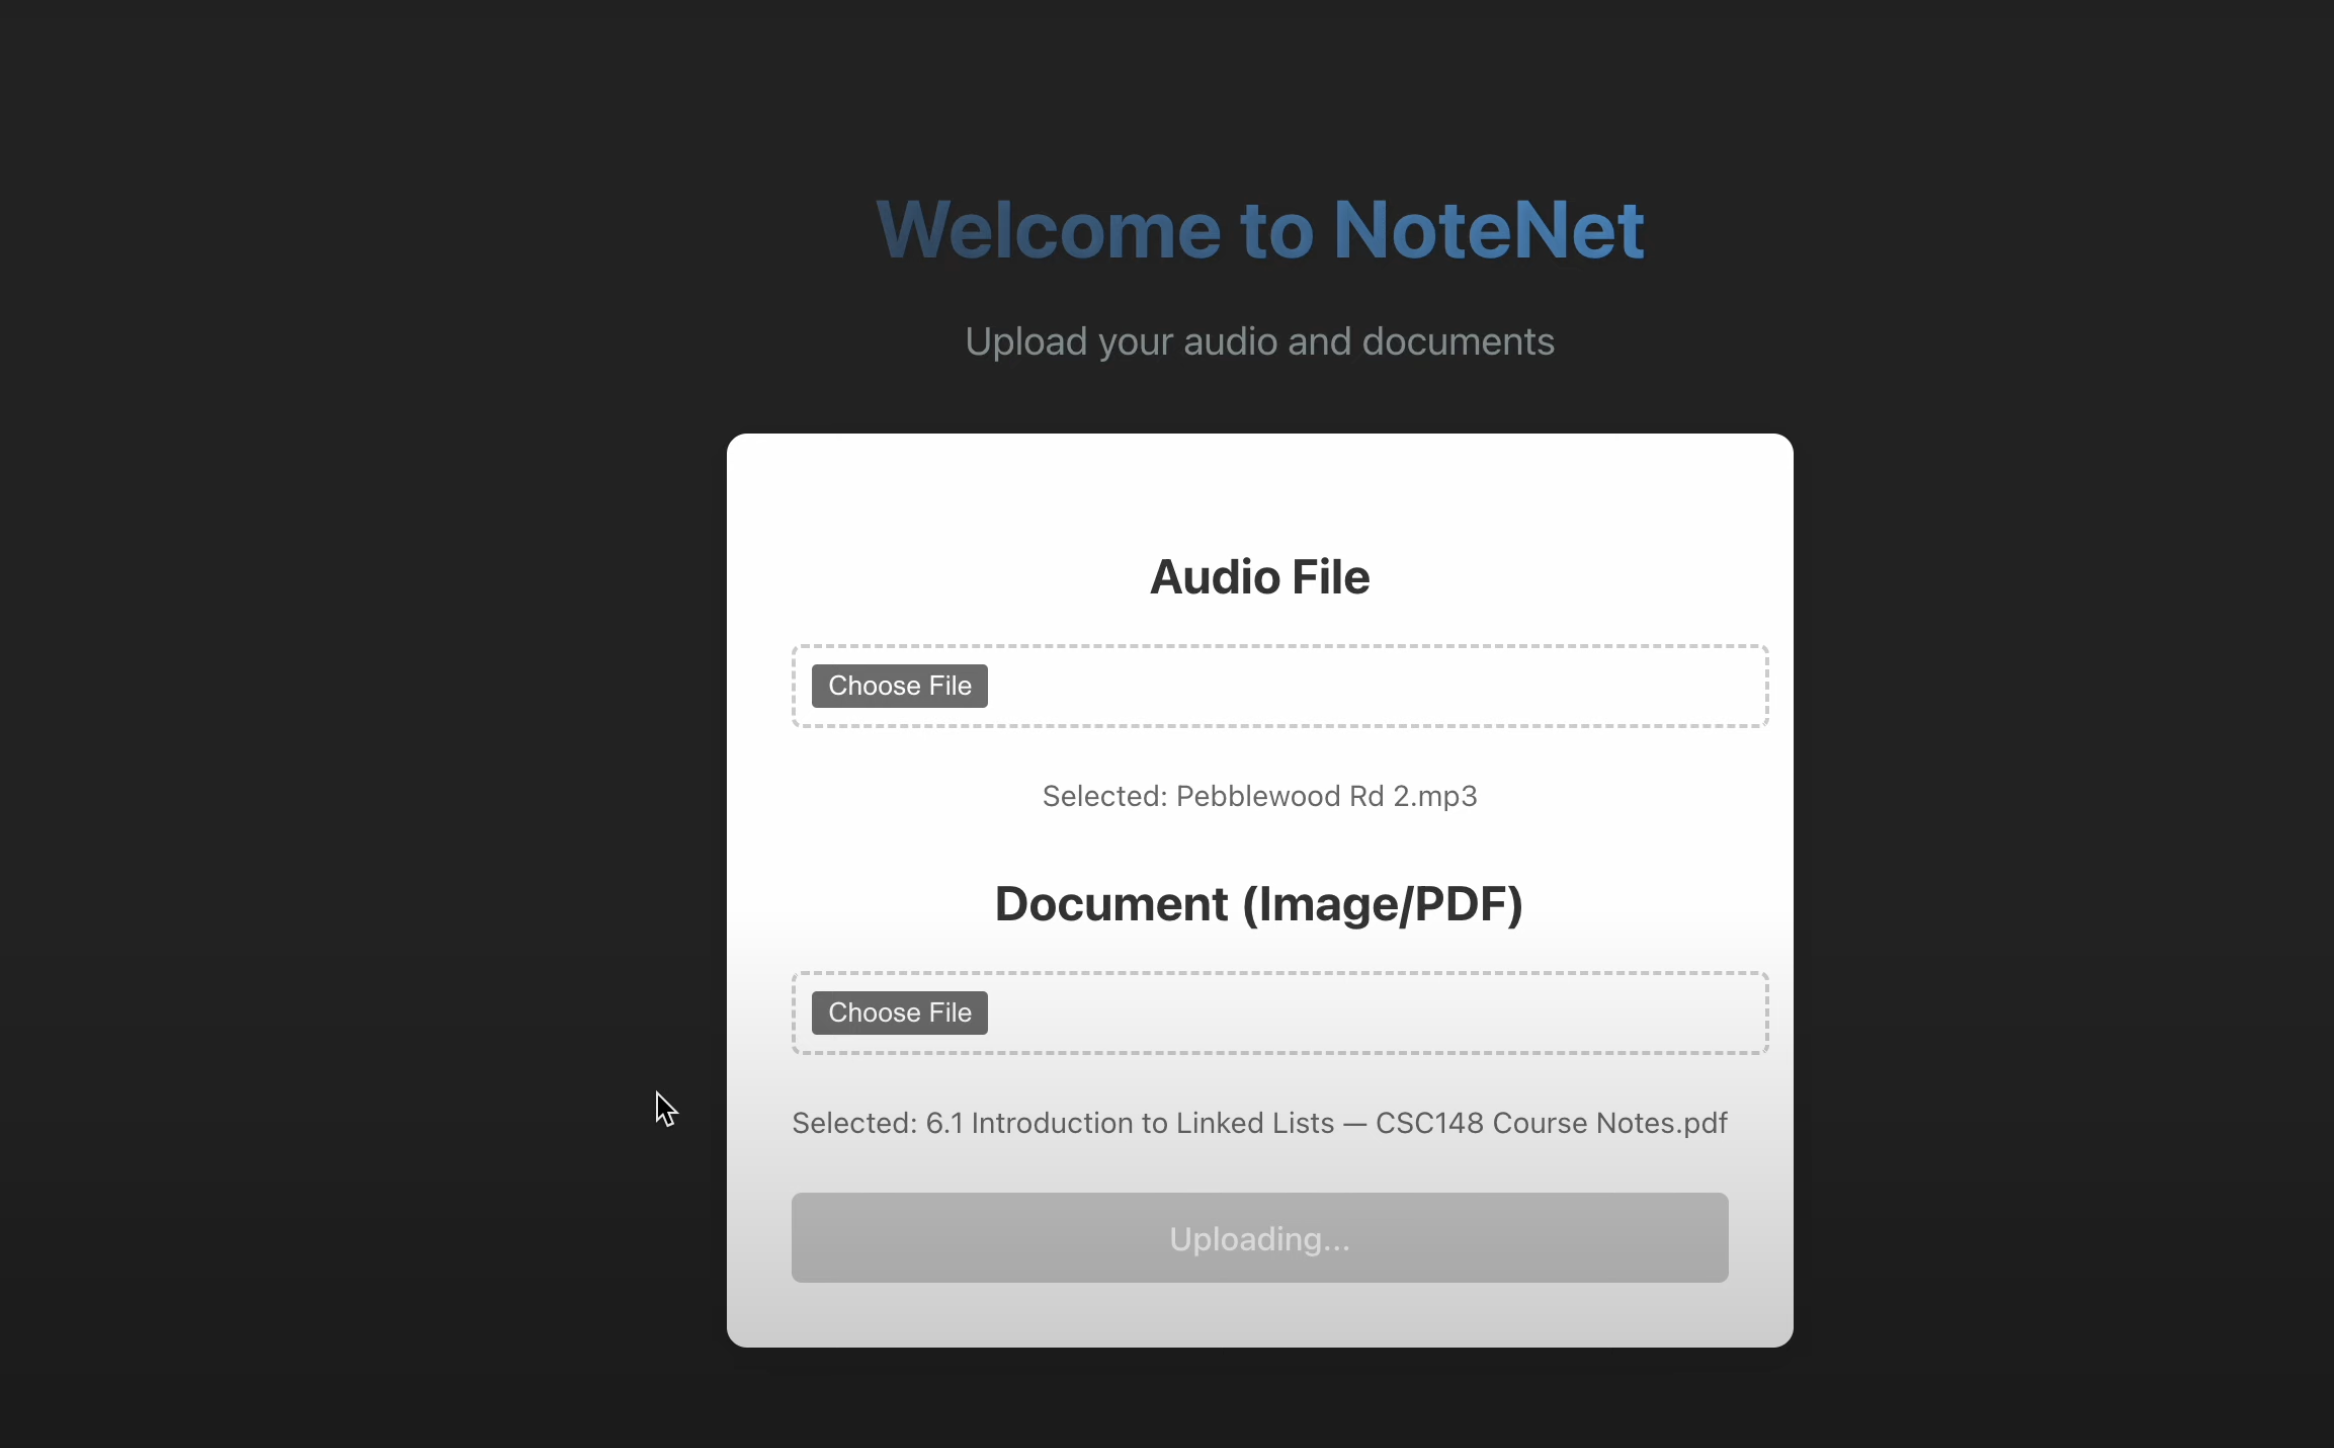 Welcome to NoteNet
Upload your audio and documents
Audio File
Choose File
Selected: Pebblewood Rd 2.mp3
Document (Image/PDF)
Choose File
Selected: 6.1 Introduction to Linked Lists — CSC148 Course Notes.pdf
Uploading...